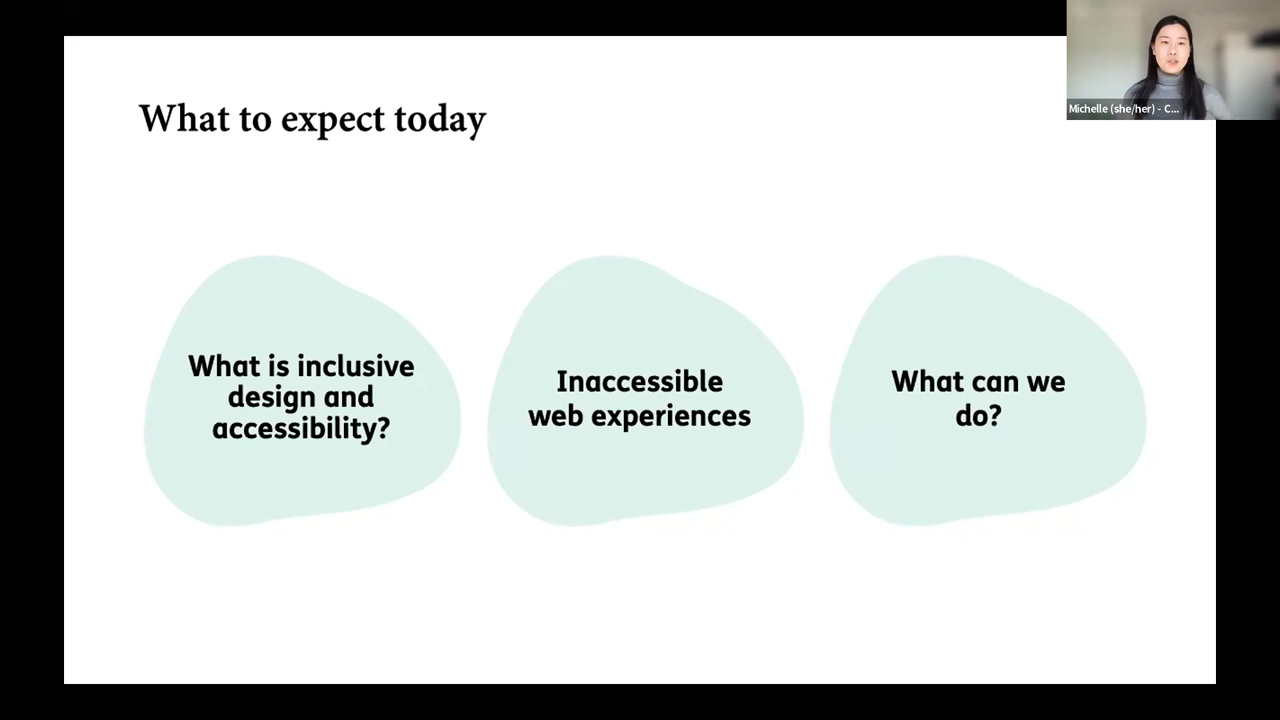 What to expect today
Michelle (she/her) - C...
What is inclusive
design and
accessibility?
Inaccessible
web experiences
What can we
do?